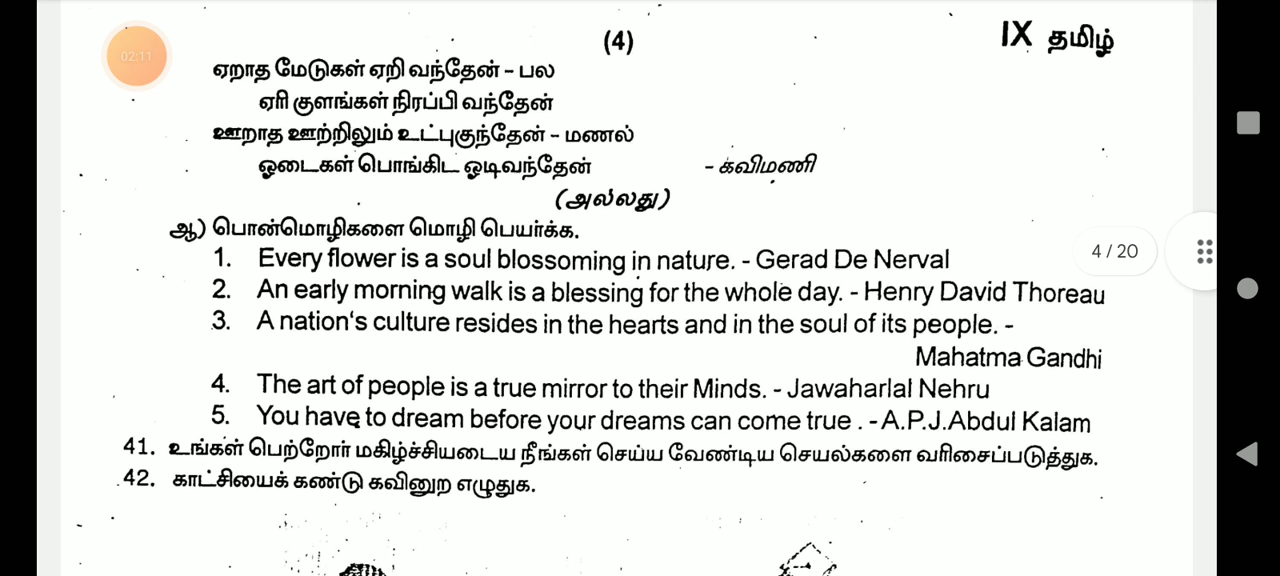 02:11
(4)
IX தமிழ்
ஏறாத மேடுகள் ஏறி வந்தேன் – பல
ஏரி குளங்கள் நிரப்பி வந்தேன்
ஊறாத ஊற்றிலும் உட்புகுந்தேன் – மணல்
ஓடைகள் பொங்கிட ஓடிவந்தேன் - கவிமணி
(அல்லது)
ஆ) பொன்மொழிகளை மொழி பெயர்க்க.
1. Every flower is a soul blossoming in nature. - Gerad De Nerval
4 / 20
2. An early morning walk is a blessing for the whole day. - Henry David Thoreau
3. A nation's culture resides in the hearts and in the soul of its people. -
Mahatma Gandhi
4. The art of people is a true mirror to their Minds. - Jawaharlal Nehru
5. You have to dream before your dreams can come true . - A.P.J.Abdul Kalam
41. உங்கள் பெற்றோர் மகிழ்ச்சியடைய நீங்கள் செய்ய வேண்டிய செயல்களை வரிசைப்படுத்துக.
42. காட்சியைக் கண்டு கவினுற எழுதுக.